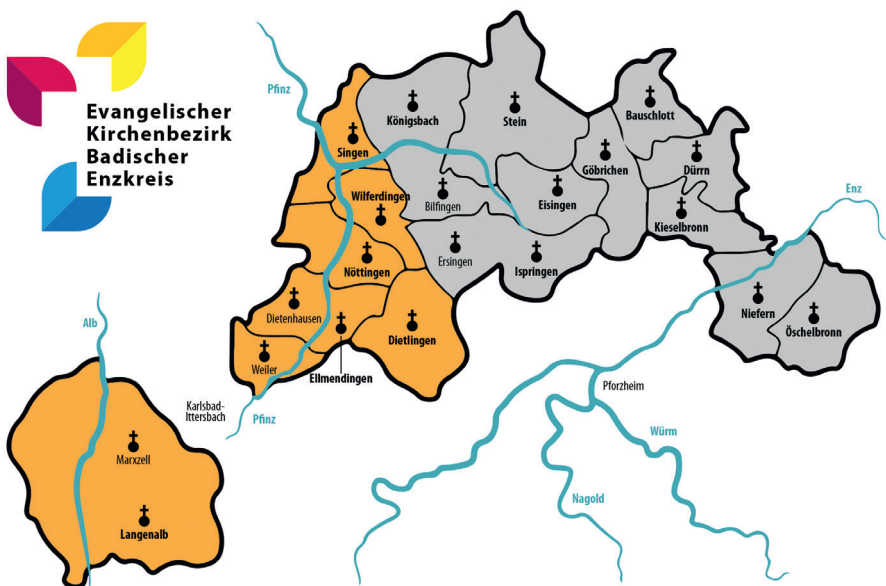 Evangelischer
Kirchenbezirk
Badischer
Enzkreis
Pfinz
Königsbach
Stein
Bauschlott
Singen
Göbrichen
Dürrn
Enz
Wilferdingen
Bilfingen
Eisingen
Kieselbronn
Ersingen
Ispringen
Nöttingen
Niefern
Öschelbronn
Dietenhausen
Alb
Dietlingen
Weiler
Ellmendingen
Pforzheim
Karlsbad-
Ittersbach
Pfinz
Würm
Marxzell
Nagold
Langenalb